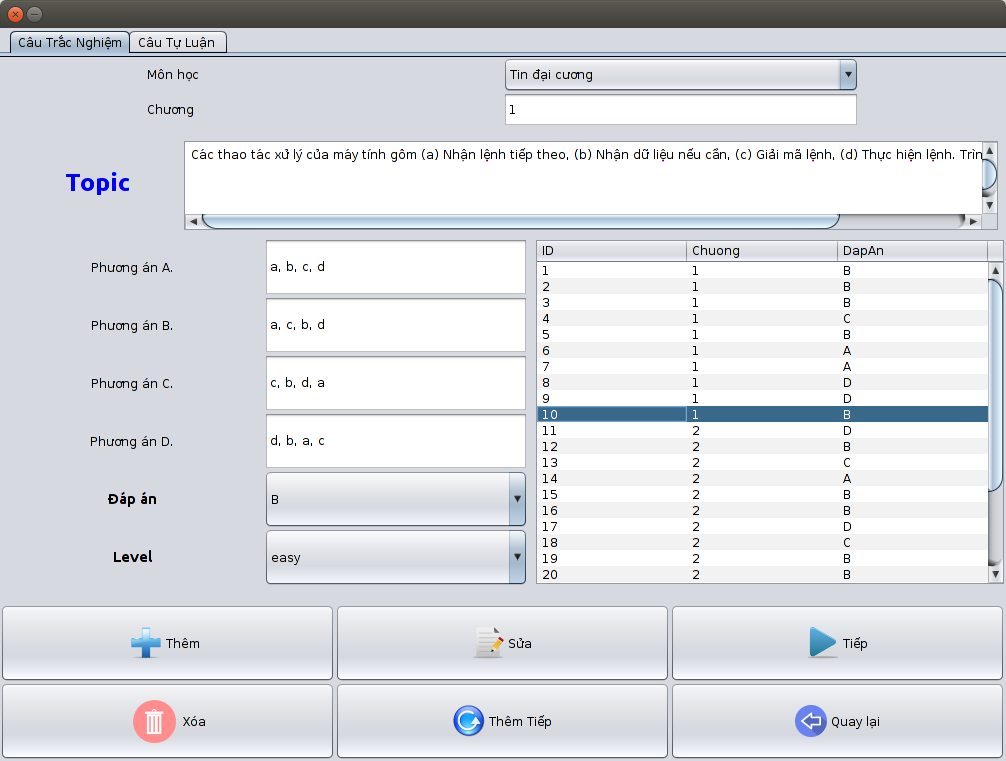 Câu Trắc Nghiệm Câu Tự Luận
Môn học Tin đại cương
Chương 1
Topic
Các thao tác xử lý của máy tính gôm (a) Nhận lệnh tiếp theo, (b) Nhận dữ liệu nếu cần, (c) Giải mã lệnh, (d) Thực hiện lệnh. Trìn
Phương án A. a, b, c, d
Phương án B. a, c, b, d
Phương án C. c, b, d, a
Phương án D. d, b, a, c
Đáp án B
Level easy
ID Chuong DapAn
1 1 B
2 1 B
3 1 B
4 1 C
5 1 B
6 1 A
7 1 A
8 1 D
9 1 D
10 1 B
11 2 D
12 2 B
13 2 C
14 2 A
15 2 B
16 2 B
17 2 D
18 2 C
19 2 B
20 2 B
Thêm Sửa Tiếp
Xóa Thêm Tiếp Quay lại